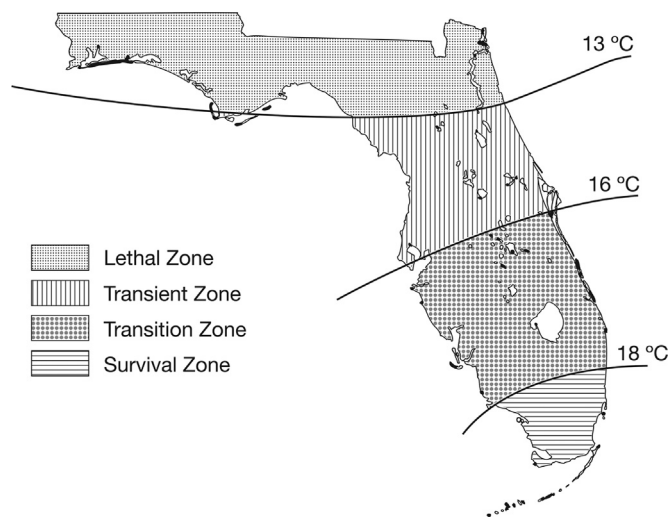 13 ºC
16 ºC
Lethal Zone
Transient Zone
Transition Zone
18 ºC
Survival Zone